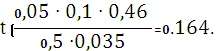 t⌈0,05 · 0,1 · 0,46
0,5 ·0,035
=0.164.